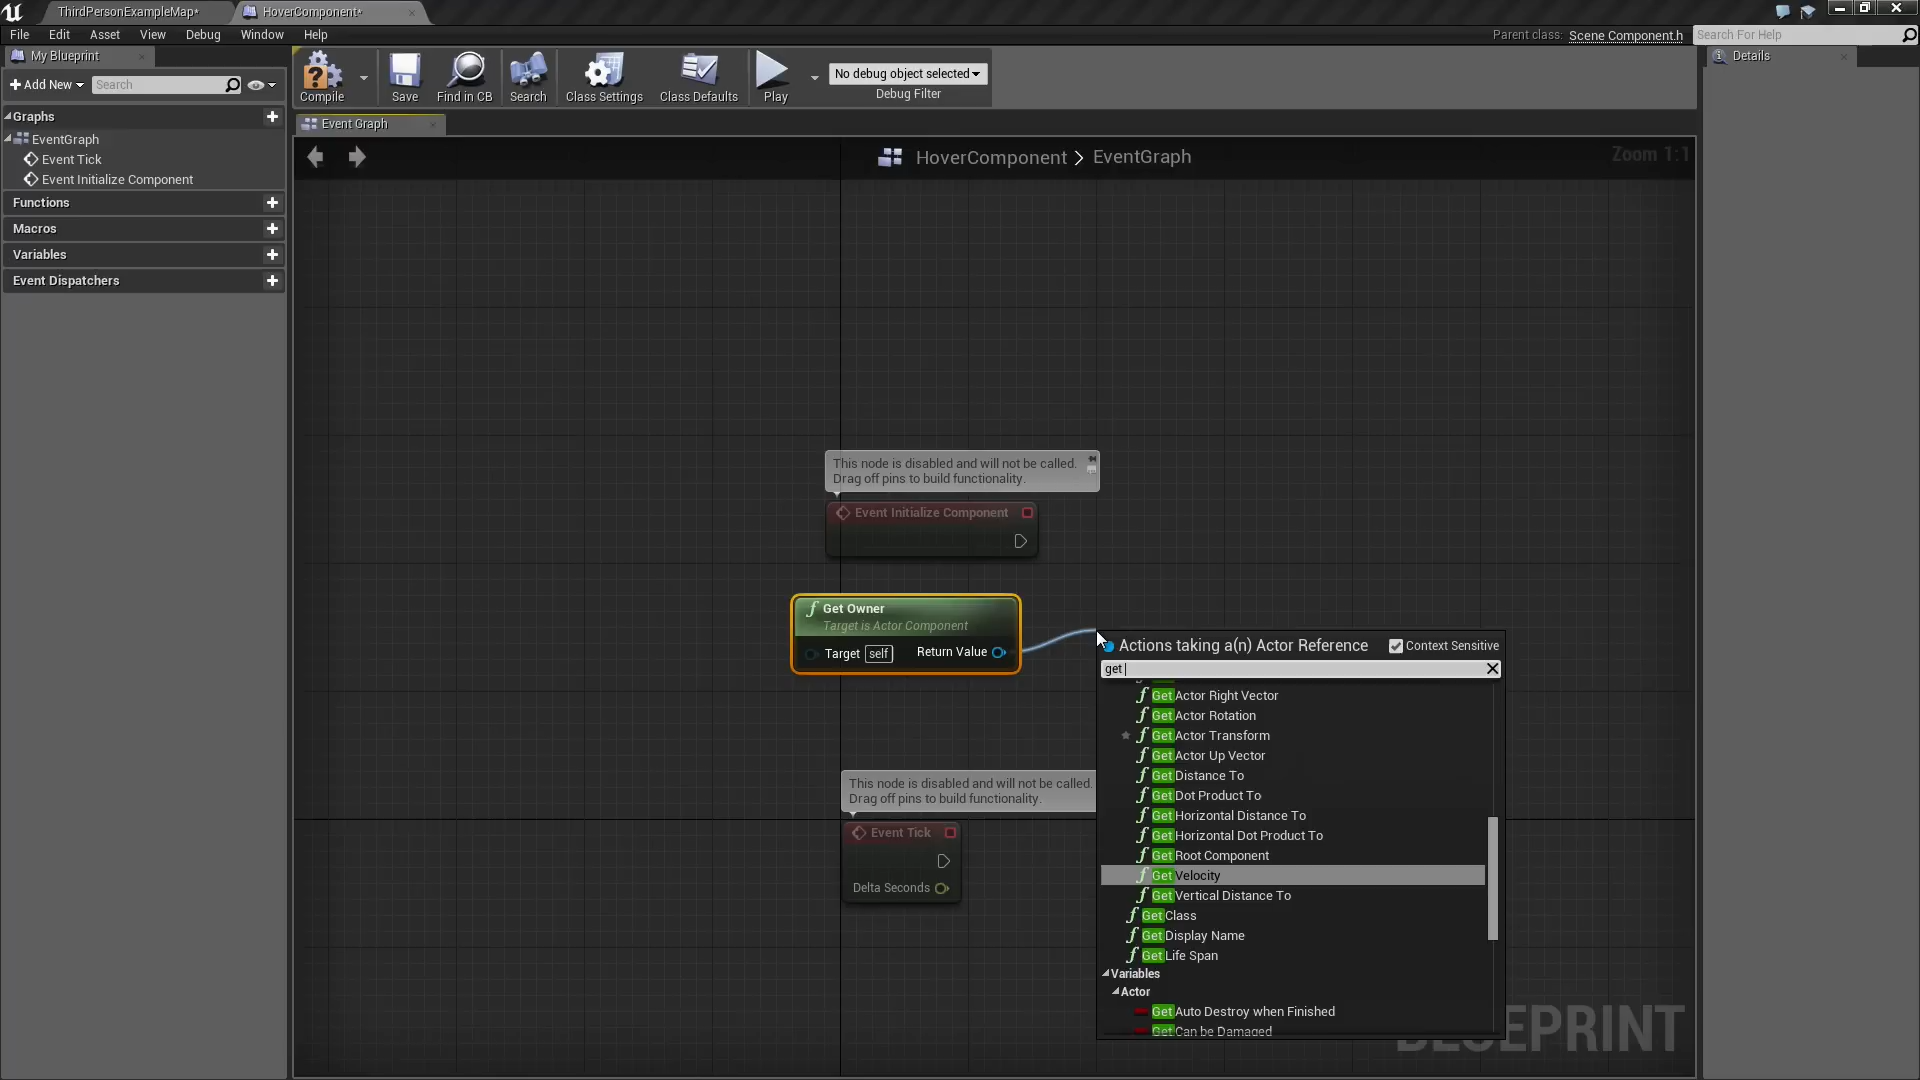 ThirdPersonExampleMap*
HoverComponent*
File Edit Asset View Debug Window Help
Parent class: Scene Component.h
Search For Help
My Blueprint
Add New
Search
Graphs
EventGraph
Event Tick
Event Initialize Component
Functions
Macros
Variables
Event Dispatchers
Compile
Save
Find in CB
Search
Class Settings
Class Defaults
Play
No debug object selected
Debug Filter
Details
Event Graph
HoverComponent > EventGraph
Zoom 1:1
This node is disabled and will not be called.
Drag off pins to build functionality.
Event Initialize Component
f Get Owner
Target is Actor Component
Target self Return Value
This node is disabled and will not be called.
Drag off pins to build functionality.
Event Tick
Delta Seconds
Actions taking a(n) Actor Reference
Context Sensitive
get
f Get Actor Right Vector
f Get Actor Rotation
f Get Actor Transform
f Get Actor Up Vector
f Get Distance To
f Get Dot Product To
f Get Horizontal Distance To
f Get Horizontal Dot Product To
f Get Root Component
f Get Velocity
f Get Vertical Distance To
f Get Class
f Get Display Name
f Get Life Span
Variables
Actor
Get Auto Destroy when Finished
Get Can be Damaged
EPRINT